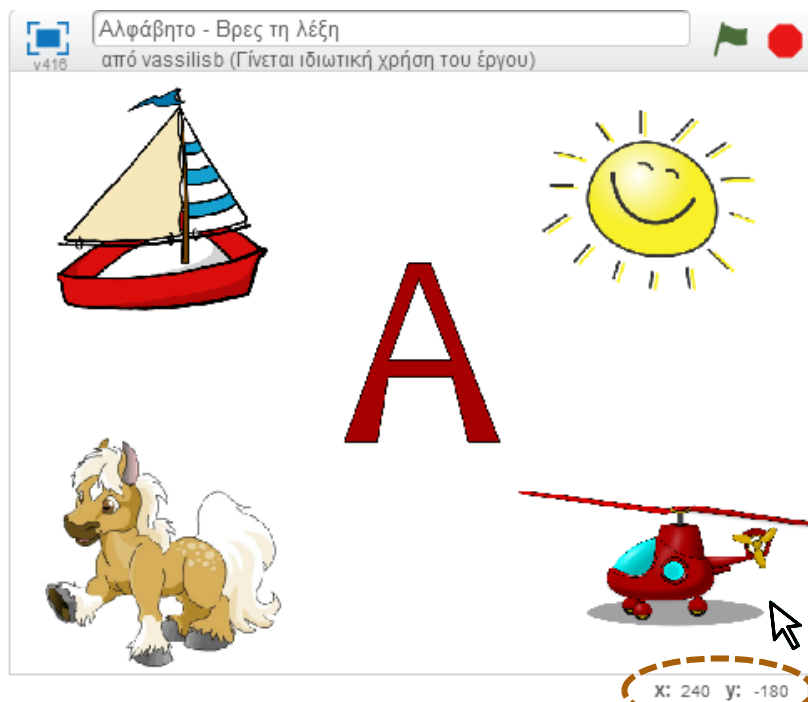 Αλφάβητο - Βρες τη λέξη
v416
από vassilisb (Γίνεται ιδιωτική χρήση του έργου)
A
x: 240 y: -180